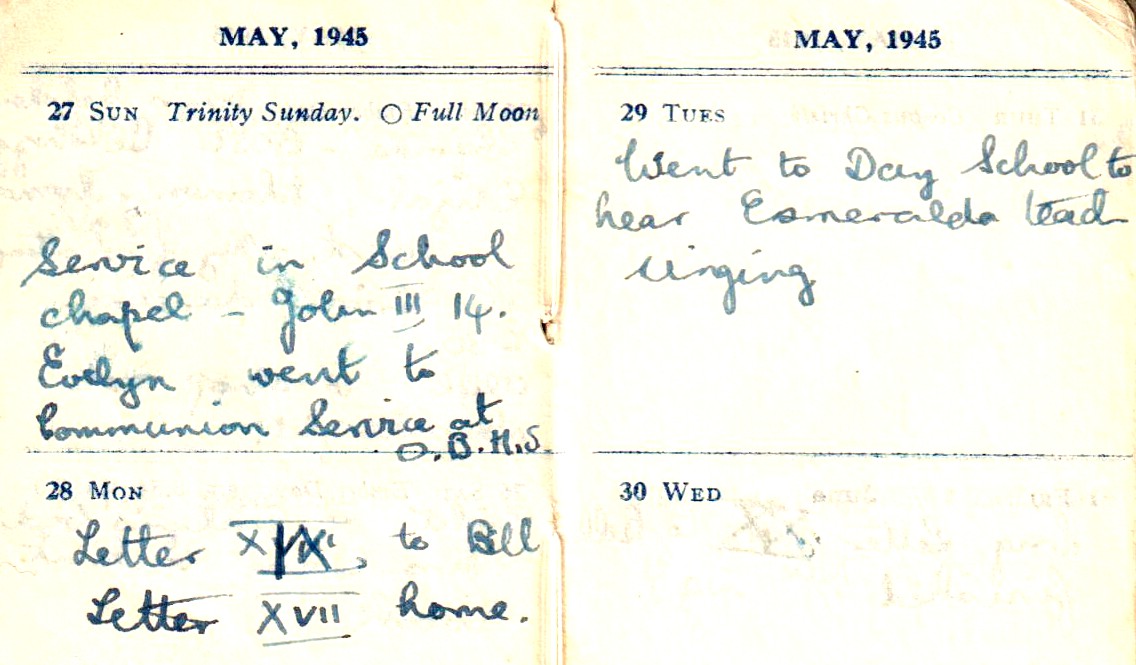 MAY, 1945
27 SUN Trinity Sunday. ○ Full Moon
Service in School
chapel – John III 14.
Evelyn went to
Communion Service at
O.B.H.S.
28 MON
Letter to Bill
Letter XVII home.
MAY, 1945
29 TUES
Went to Day School to
hear Esmeralda
singing
30 WED